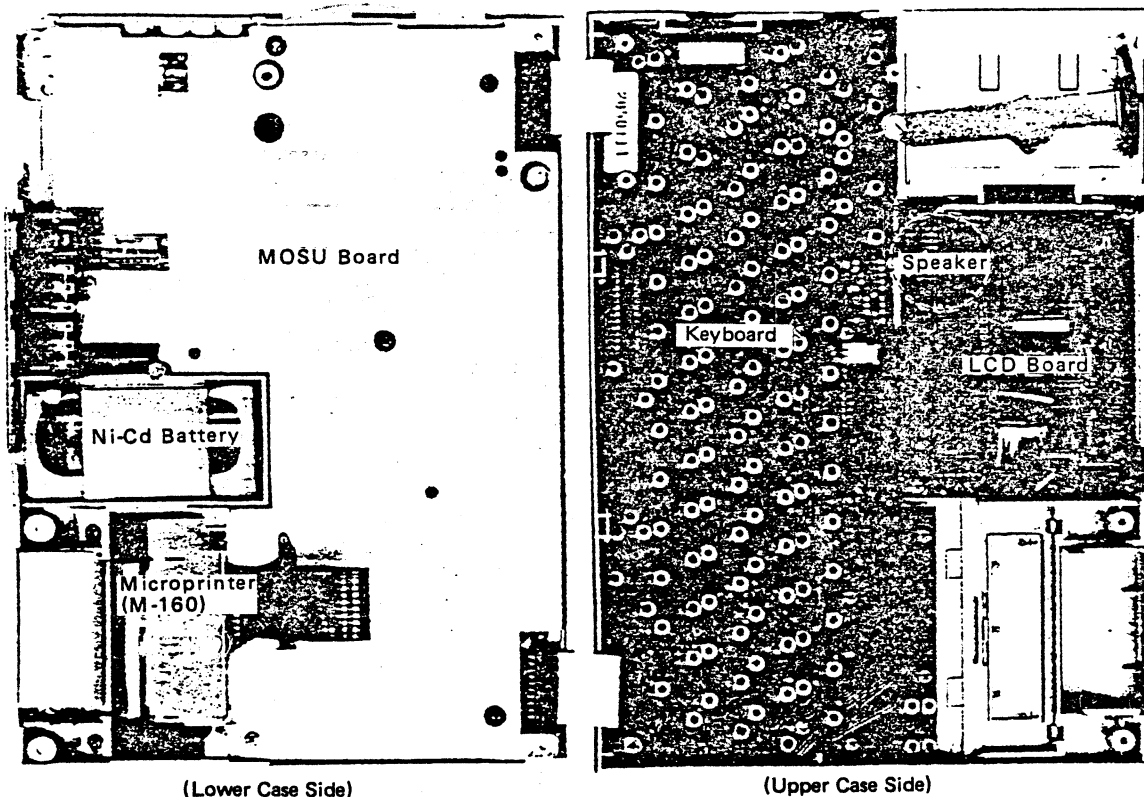 MOSU Board
Ni-Cd Battery
Microprinter
(M-160)
(Lower Case Side)
Speaker
Keyboard
LCD Board
(Upper Case Side)